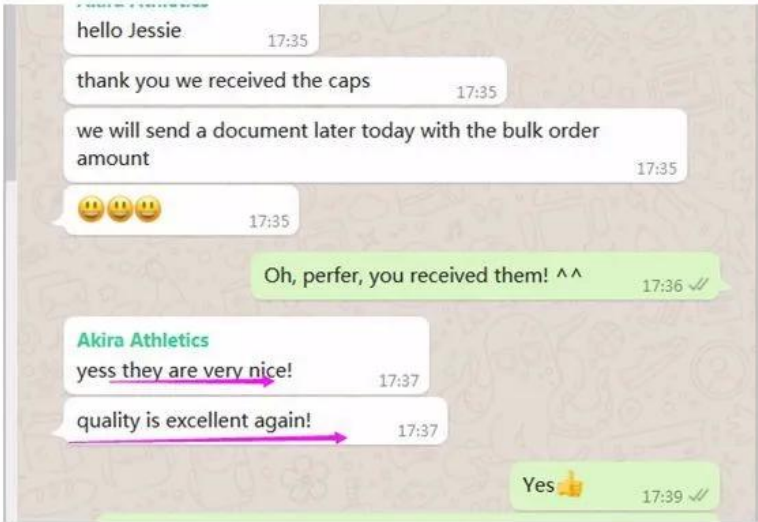 Akira Athletics
hello Jessie
17:35
thank you we received the caps
17:35
we will send a document later today with the bulk order
amount
17:35
😃😃😃
17:35
Oh, perfer, you received them! ^^
17:36
Akira Athletics
yess they are very nice!
17:37
quality is excellent again!
17:37
Yes👍
17:39